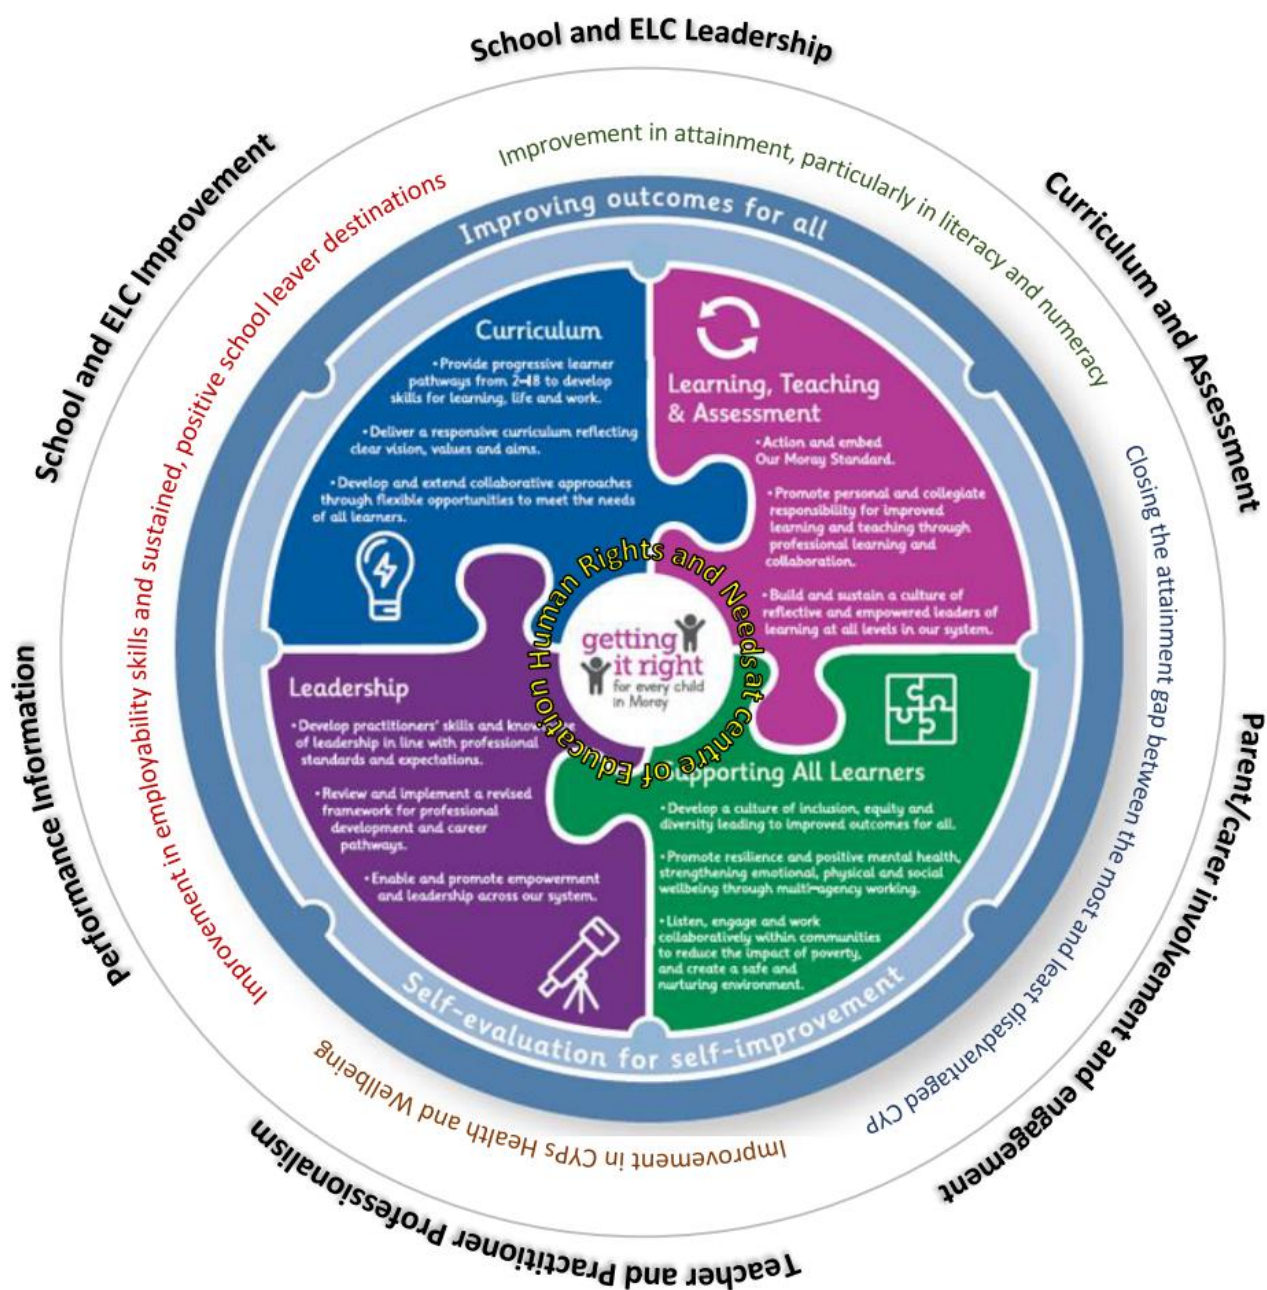 School and ELC Leadership
Curriculum and Assessment
Parent/carer involvement and engagement
Teacher and Practitioner Professionalism
Performance Information
School and ELC Improvement
Improvement in attainment, particularly in literacy and numeracy
Closing the attainment gap between the most and least disadvantaged CYP
Improvement in CYPs Health and Wellbeing
Improvement in employability skills and sustained, positive school leaver destinations
Improving outcomes for all
Curriculum
• Provide progressive learner
pathways from 2-18 to develop
skills for learning, life and work.
• Deliver a responsive curriculum reflecting
clear vision, values and aims.
• Develop and extend collaborative approaches
through flexible opportunities to meet the needs
of all learners.
Learning, Teaching
& Assessment
• Action and embed
Our Moray Standard.
• Promote personal and collegiate
responsibility for improved
learning and teaching through
professional learning and
collaboration.
• Build and sustain a culture of
reflective and empowered leaders of
learning at all levels in our system.
Human Rights and Needs at centre of Education
getting
it right
for every child
in Moray
Leadership
• Develop practitioners' skills and
of leadership in line with professional
standards and expectations.
• Review and implement a revised
framework for professional
development and career
pathways.
• Enable and promote empowerment
and leadership across our system.
Supporting All Learners
• Develop a culture of inclusion, equity and
diversity leading to improved outcomes for all.
• Promote resilience and positive mental health,
strengthening emotional, physical and social
wellbeing through multi-agency working.
• Listen, engage and work
collaboratively within communities
to reduce the impact of poverty,
and create a safe and
nurturing environment.
Self-evaluation for self-improvement